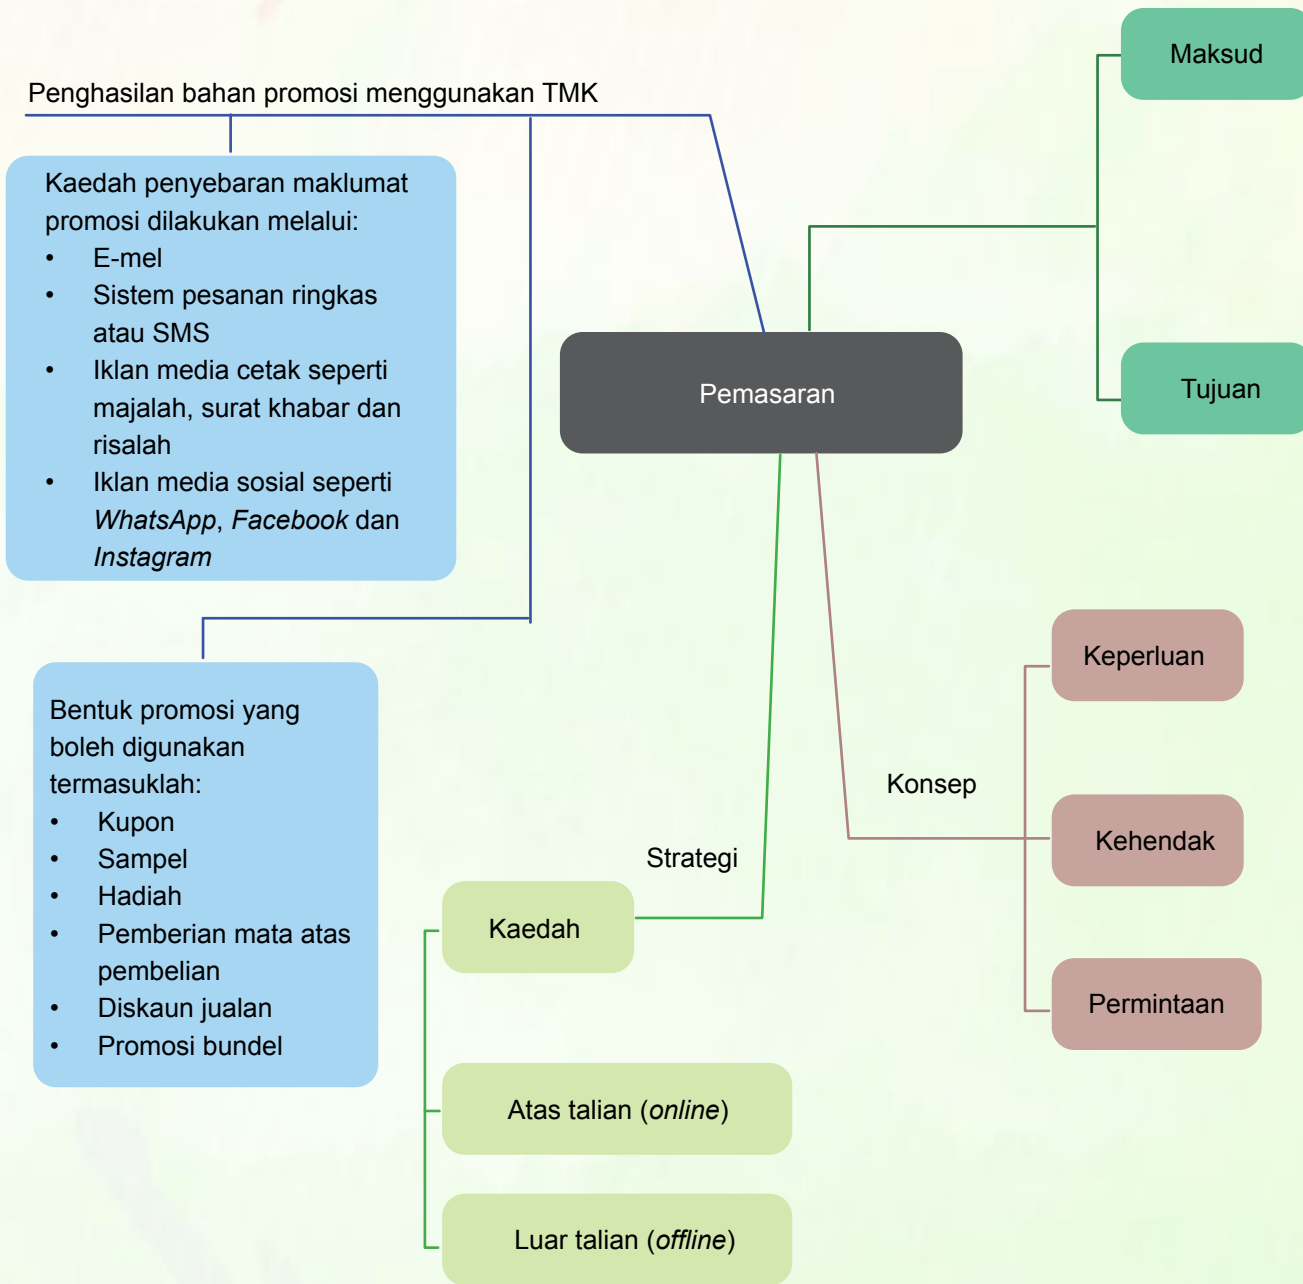 Maksud
Penghasilan bahan promosi menggunakan TMK
Kaedah penyebaran maklumat
promosi dilakukan melalui:
• E-mel
• Sistem pesanan ringkas
atau SMS
• Iklan media cetak seperti
majalah, surat khabar dan
risalah
• Iklan media sosial seperti
WhatsApp, Facebook dan
Instagram
Pemasaran
Tujuan
Bentuk promosi yang
boleh digunakan
termasuklah:
• Kupon
• Sampel
• Hadiah
• Pemberian mata atas
pembelian
• Diskaun jualan
• Promosi bundel
Keperluan
Konsep
Kehendak
Permintaan
Strategi
Kaedah
Atas talian (online)
Luar talian (offline)